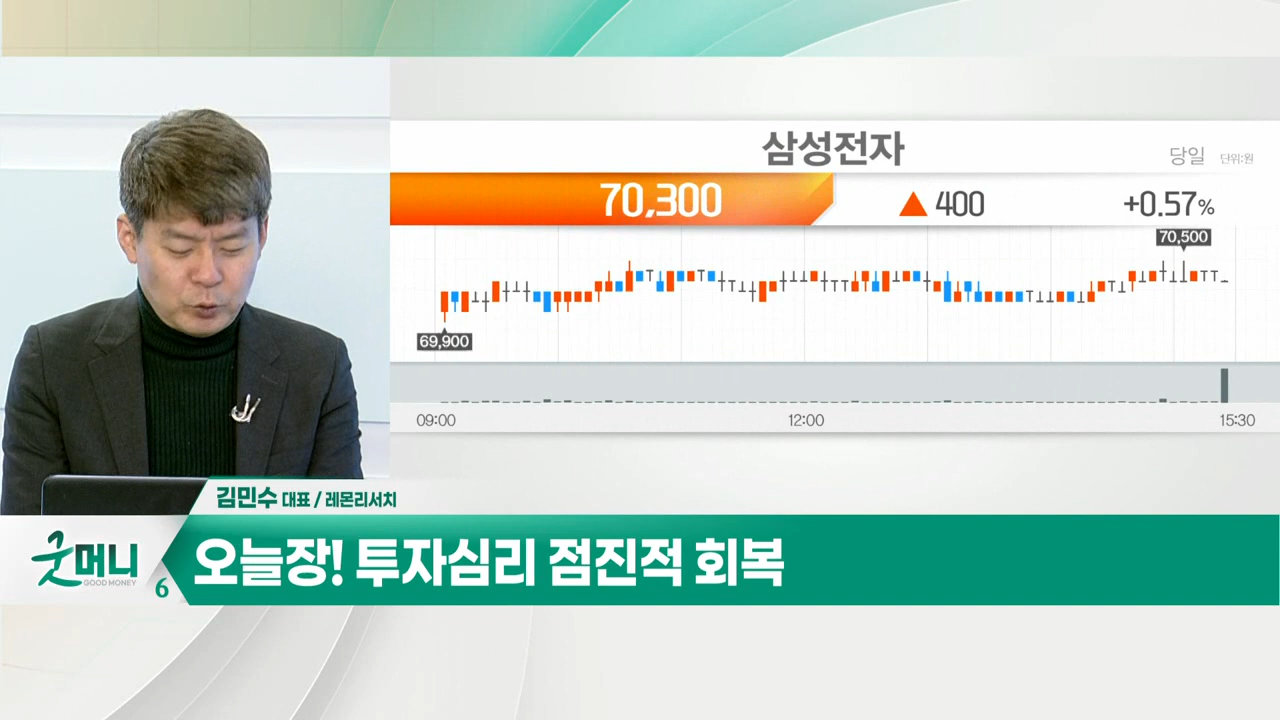 삼성전자
당일 단위:원
70,300 ▲ 400 +0.57%
70,500
69,900
09:00 12:00 15:30
김민수 대표 / 레몬리서치
굿머니
GOOD MONEY
6
오늘장! 투자심리 점진적 회복